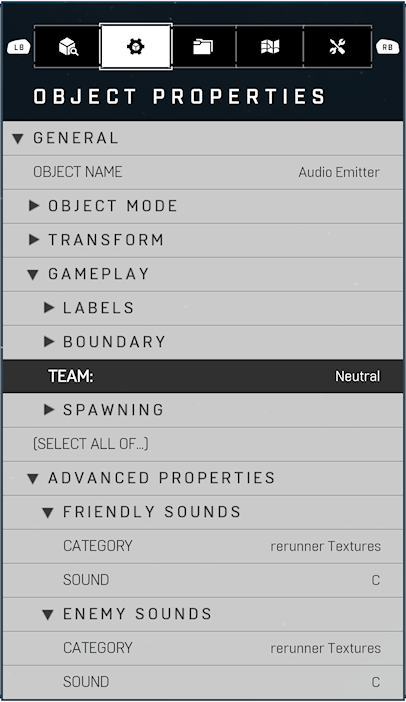 LB RB
OBJECT PROPERTIES
GENERAL
OBJECT NAME Audio Emitter
OBJECT MODE
TRANSFORM
GAMEPLAY
LABELS
BOUNDARY
TEAM: Neutral
SPAWNING
(SELECT ALL OF...)
ADVANCED PROPERTIES
FRIENDLY SOUNDS
CATEGORY rerunner Textures
SOUND C
ENEMY SOUNDS
CATEGORY rerunner Textures
SOUND C